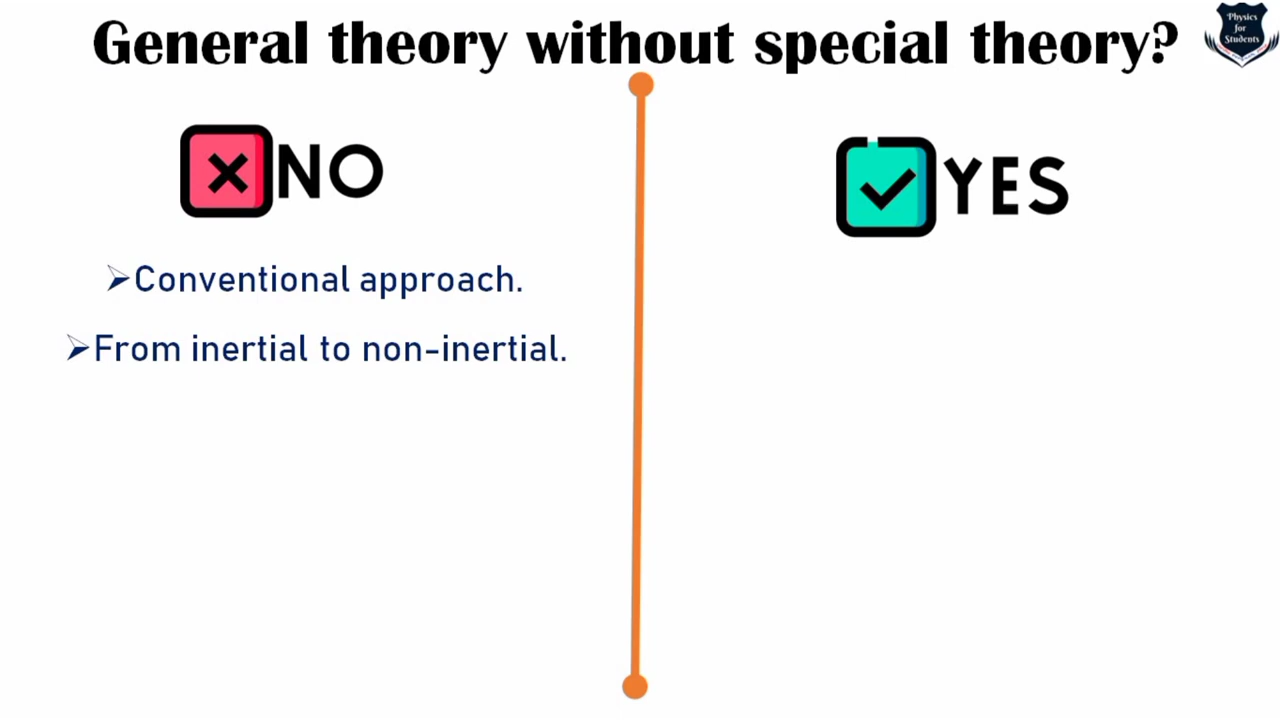 General theory without special theory?
Physics
for
Students
NO
YES
➢Conventional approach.
➢From inertial to non-inertial.